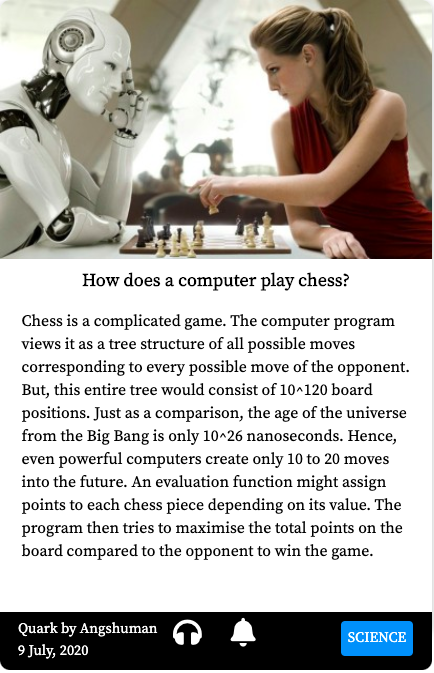 How does a computer play chess?
Chess is a complicated game. The computer program
views it as a tree structure of all possible moves
corresponding to every possible move of the opponent.
But, this entire tree would consist of 10^120 board
positions. Just as a comparison, the age of the universe
from the Big Bang is only 10^26 nanoseconds. Hence,
even powerful computers create only 10 to 20 moves
into the future. An evaluation function might assign
points to each chess piece depending on its value. The
program then tries to maximise the total points on the
board compared to the opponent to win the game.
Quark by Angshuman
9 July, 2020
SCIENCE